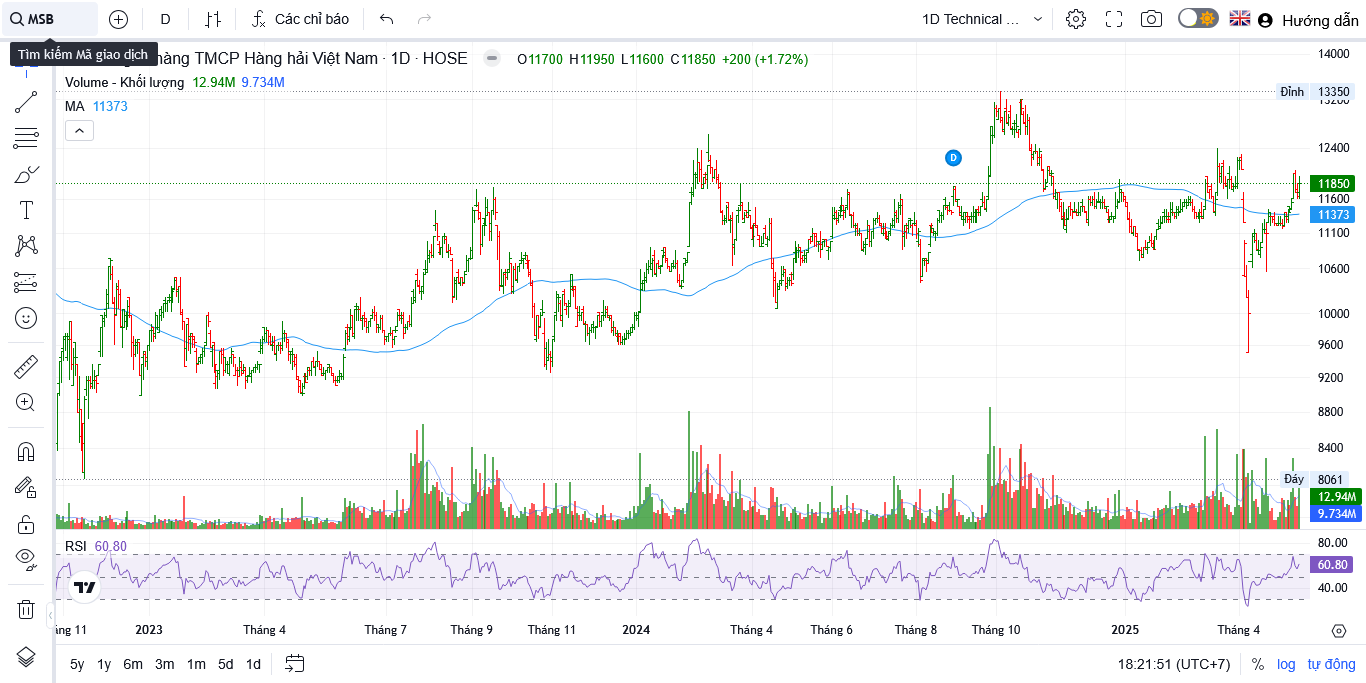 MSB
D
Các chỉ báo
1D Technical ...
Hướng dẫn
Tìm kiếm Mã giao dịch
hàng TMCP Hàng hải Việt Nam · 1D · HOSE
O11700 H11950 L11600 C11850 +200 (+1.72%)
Volume - Khối lượng 12.94M 9.734M
MA 11373
14000
Đỉnh 13350
13200
12400
D
11850
11600
11373
11100
10600
10000
9600
9200
8800
8400
Đáy 8061
12.94M
9.734M
RSI 60.80
80.00
60.80
40.00
áng 11 2023 Tháng 4 Tháng 7 Tháng 9 Tháng 11 2024 Tháng 4 Tháng 6 Tháng 8 Tháng 10 2025 Tháng 4
5y 1y 6m 3m 1m 5d 1d
18:21:51 (UTC+7) % log tự động